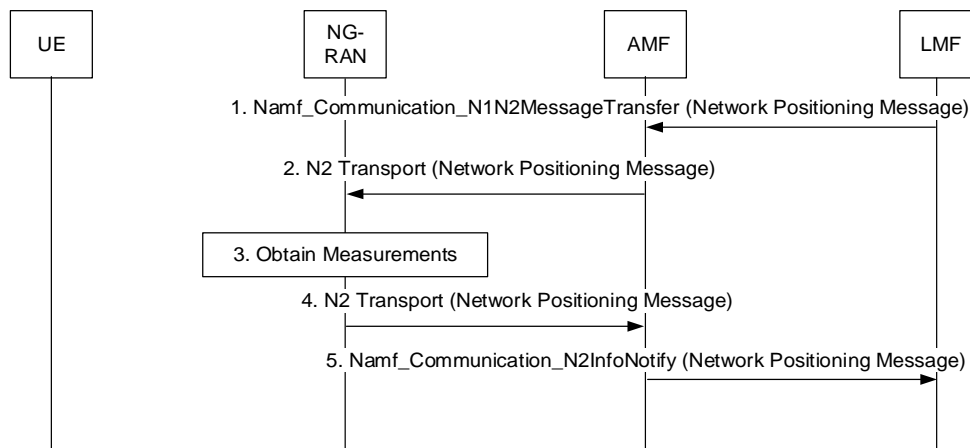 UE
NG-
RAN
AMF
LMF
1. Namf_Communication_N1N2MessageTransfer (Network Positioning Message)
2. N2 Transport (Network Positioning Message)
3. Obtain Measurements
4. N2 Transport (Network Positioning Message)
5. Namf_Communication_N2InfoNotify (Network Positioning Message)